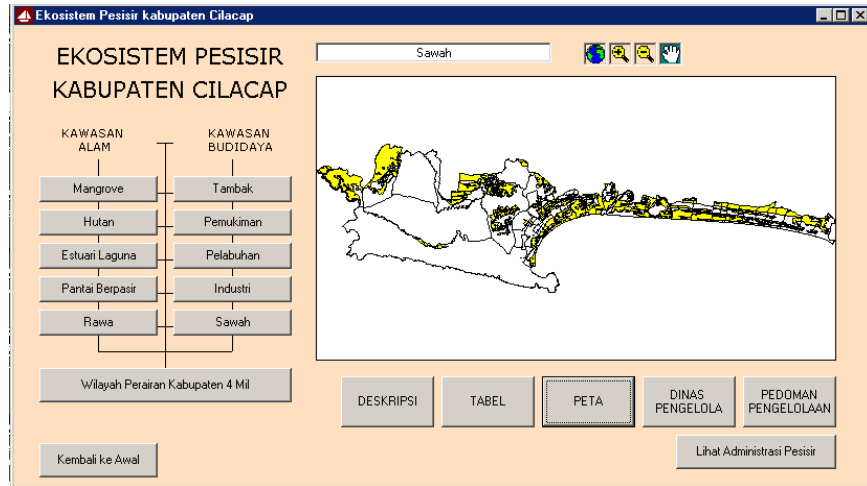 Ekosistem Pesisir kabupaten Cilacap
EKOSISTEM PESISIR
KABUPATEN CILACAP
Sawah
KAWASAN
ALAM
KAWASAN
BUDIDAYA
Mangrove
Tambak
Hutan
Pemukiman
Estuari Laguna
Pelabuhan
Pantai Berpasir
Industri
Rawa
Sawah
Wilayah Perairan Kabupaten 4 Mil
DESKRIPSI
TABEL
PETA
DINAS
PENGELOLA
PEDOMAN
PENGELOLAAN
Lihat Administrasi Pesisir
Kembali ke Awal